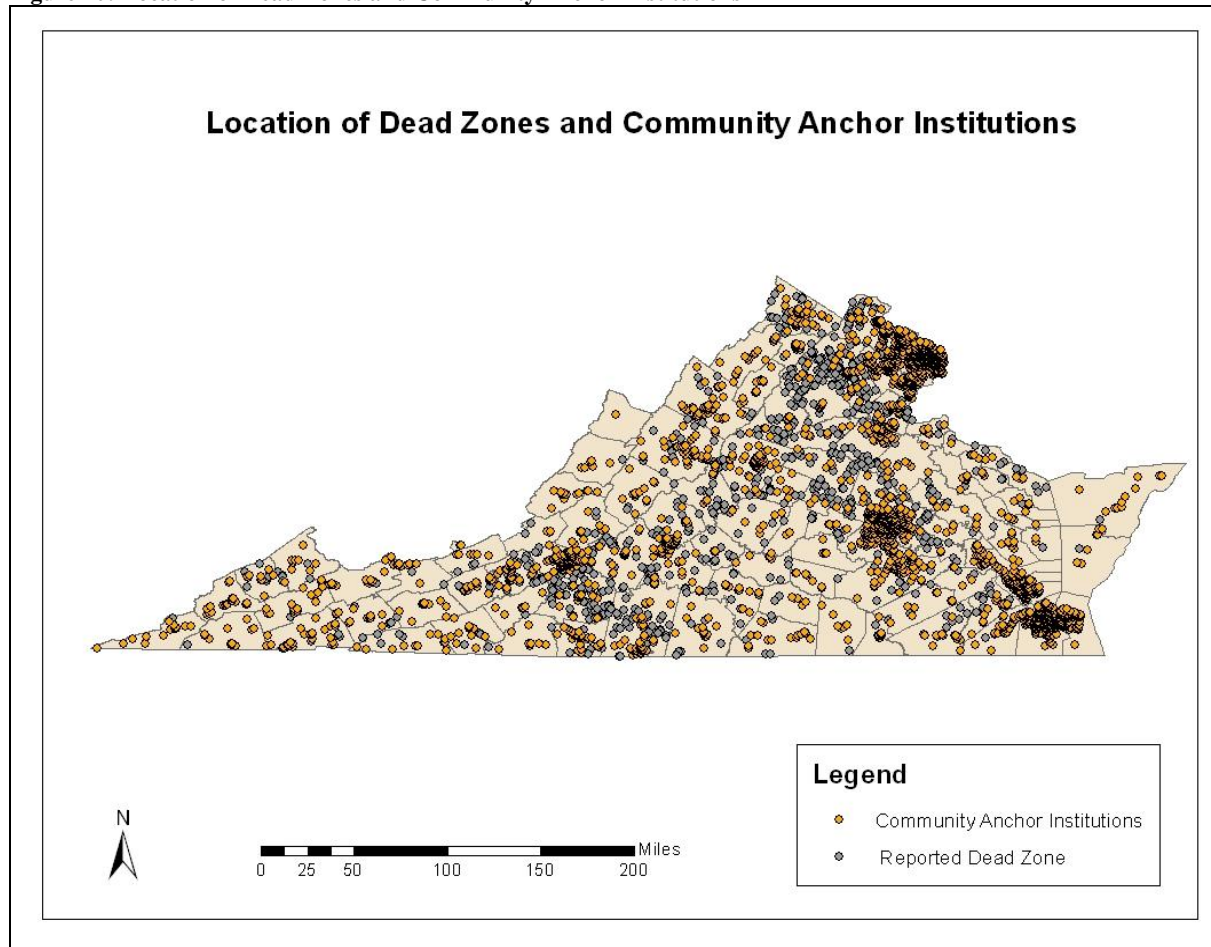 Location of Dead Zones and Community Anchor Institutions
Legend
Community Anchor Institutions
Reported Dead Zone
N
Miles
0 25 50 100 150 200